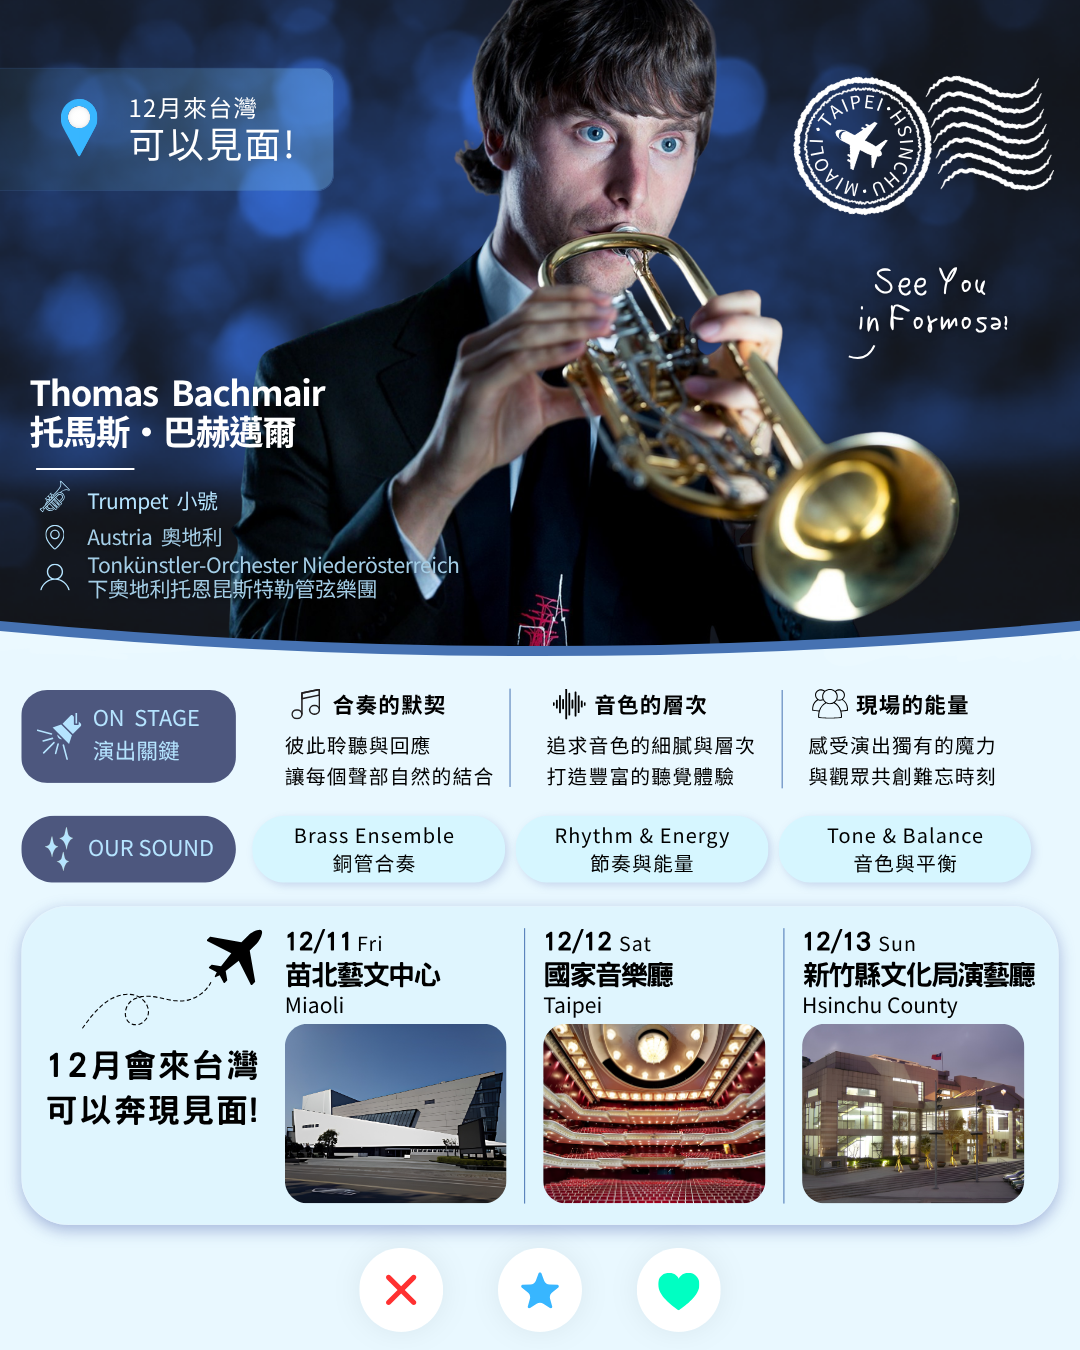 12月來台灣
可以見面!
TAIPEI·HSINCHU·MIAOLI·
See You
in Formosa!
Thomas Bachmair
托馬斯·巴赫邁爾
Trumpet 小號
Austria 奧地利
Tonkünstler-Orchester Niederösterreich
下奧地利托恩昆斯特勒管弦樂團
ON STAGE
演出關鍵
合奏的默契
彼此聆聽與回應
讓每個聲部自然的結合
音色的層次
追求音色的細膩與層次
打造豐富的聽覺體驗
現場的能量
感受演出獨有的魔力
與觀眾共創難忘時刻
OUR SOUND
Brass Ensemble
銅管合奏
Rhythm & Energy
節奏與能量
Tone & Balance
音色與平衡
12月會來台灣
可以奔現見面!
12/11 Fri
苗北藝文中心
Miaoli
12/12 Sat
國家音樂廳
Taipei
12/13 Sun
新竹縣文化局演藝廳
Hsinchu County